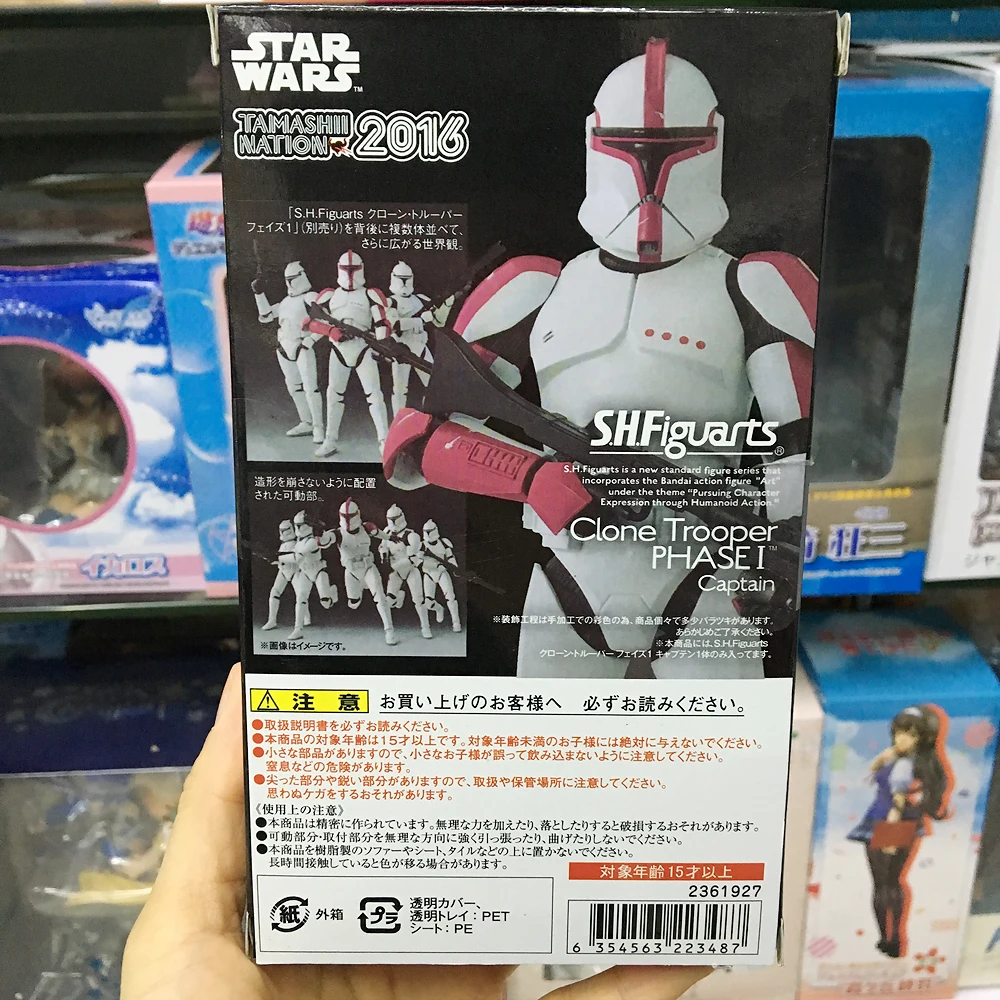 STAR
WARS™
TAMASHII
NATION 2016
「S.H.Figuarts クローン・トルーパー
フェイズ1」(別売り)を背後に複数体並べて、
さらに広がる世界観。
造形を崩さないように配置
された可動部。
※画像はイメージです。
S.H.Figuarts®
S.H.Figuarts is a new standard figure series that
incorporates the Bandai action figure "Art"
under the theme "Pursuing Character
Expression through Humanoid Action."
Clone Trooper
PHASE I™
Captain
※装飾工程は手加工での彩色の為、商品個々で多少バラツキがあります。
あらかじめご了承ください。
※本商品には、S.H.Figuarts
クローン・トルーパー フェイズ1 キャプテン1体のみ入ってます。
注意 お買い上げのお客様へ 必ずお読みください。
●取扱説明書を必ずお読みください。
●本商品の対象年齢は15才以上です。対象年齢未満のお子様には絶対に与えないでください。
●小さな部品がありますので、小さなお子様が誤って飲み込まないように注意してください。
窒息などの危険があります。
●尖った部分や鋭い部分がありますので、取扱や保管場所に注意してください。
思わぬケガをするおそれがあります。
《使用上の注意》
●本商品は精密に作られています。無理な力を加えたり、落としたりすると破損するおそれがあります。
●可動部分・取付部分を無理な方向に強く引っ張ったり、曲げたりしないでください。
●本商品を樹脂製のソファーやシート、タイルなどの上に置かないでください。
長時間接触していると色が移る場合があります。
対象年齢15才以上
2361927
紙 外箱
プラ 透明カバー、
透明トレイ:PET
シート:PE
6 354563 223487
イカロス